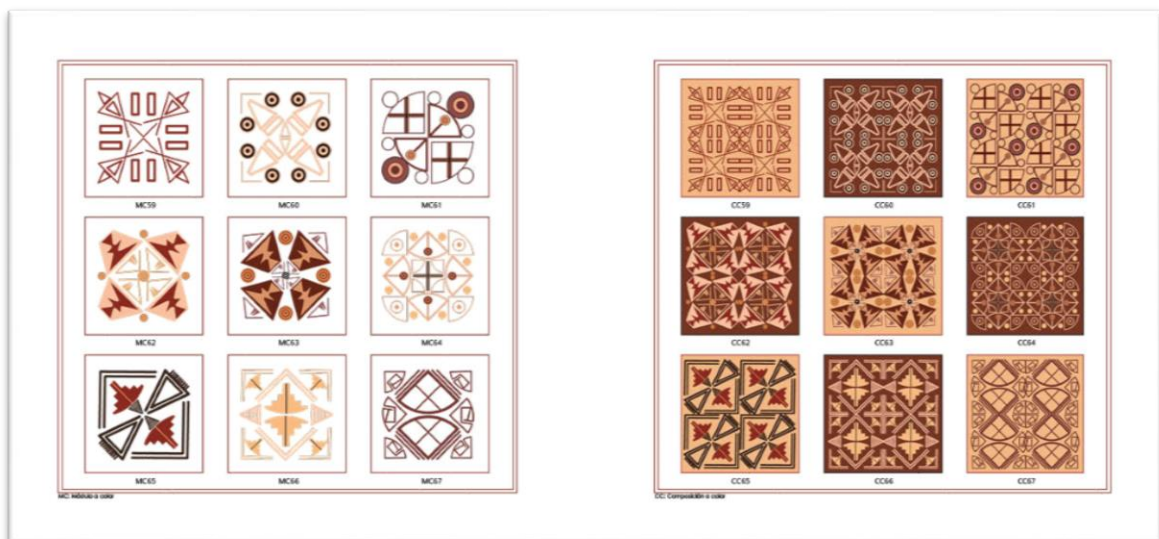 MC59 MC60 MC61
MC62 MC63 MC64
MC65 MC66 MC67
MC: Módulo a color
CC59 CC60 CC61
CC62 CC63 CC64
CC65 CC66 CC67
CC: Composición a color